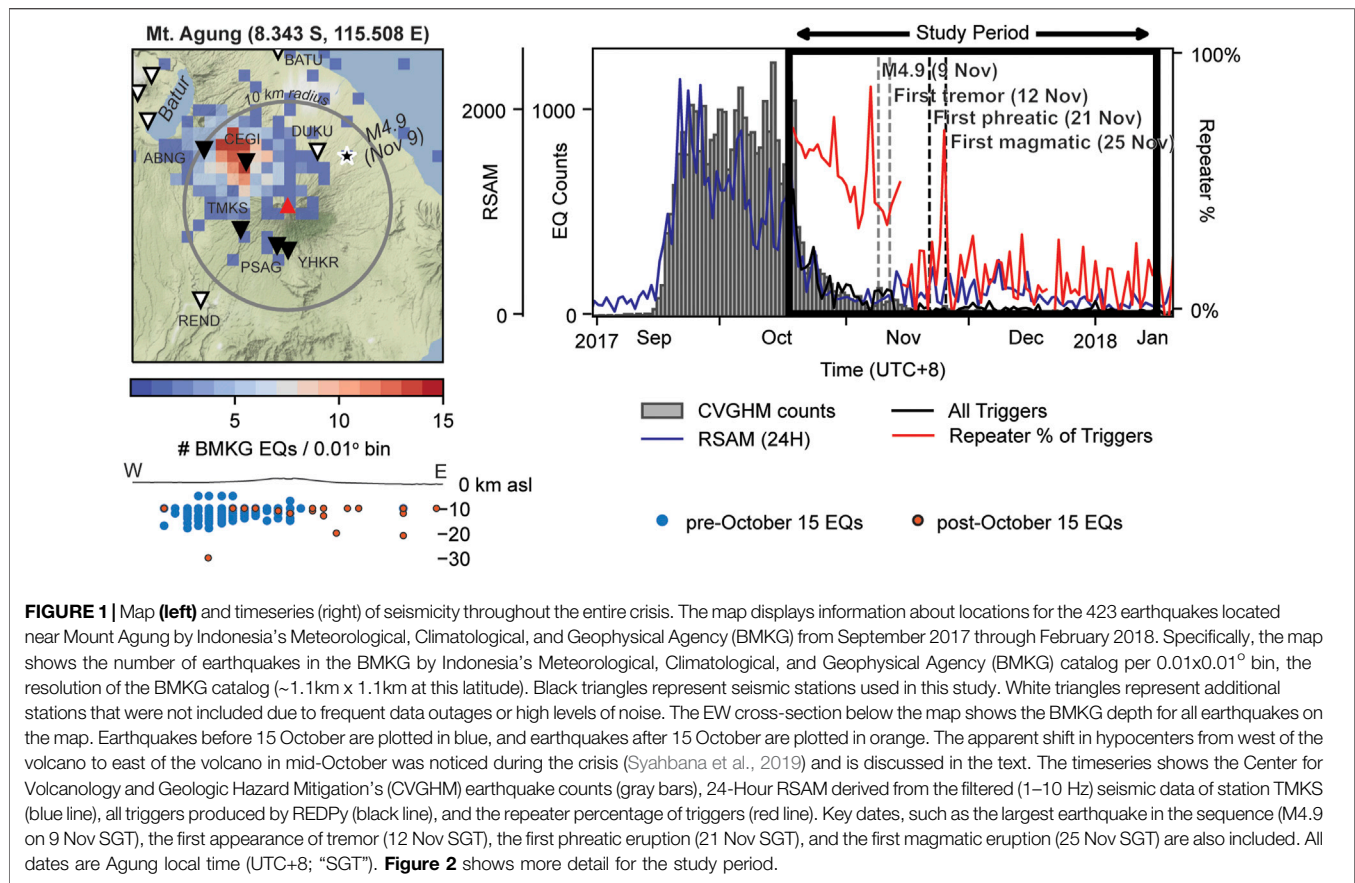 Mt. Agung (8.343 S, 115.508 E)
BATU
Batur
10 km radius
DUKU
M4.9
(Nov 9)
CEGI
ABNG
TMKS
PSAG
YHKR
REND
5 10 15
# BMKG EQs / 0.01° bin
W E
0 km asl
-10
-20
-30
Study Period
100%
M4.9 (9 Nov)
First tremor (12 Nov)
First phreatic (21 Nov)
First magmatic (25 Nov)
2000
1000
RSAM
EQ Counts
Repeater %
0
0
0%
2017 Sep Oct Nov Dec 2018 Jan
Time (UTC+8)
CVGHM counts
All Triggers
RSAM (24H)
Repeater % of Triggers
pre-October 15 EQs
post-October 15 EQs
FIGURE 1 | Map (left) and timeseries (right) of seismicity throughout the entire crisis. The map displays information about locations for the 423 earthquakes located
near Mount Agung by Indonesia's Meteorological, Climatological, and Geophysical Agency (BMKG) from September 2017 through February 2018. Specifically, the map
shows the number of earthquakes in the BMKG by Indonesia's Meteorological, Climatological, and Geophysical Agency (BMKG) catalog per 0.01x0.01° bin, the
resolution of the BMKG catalog (~1.1km x 1.1km at this latitude). Black triangles represent seismic stations used in this study. White triangles represent additional
stations that were not included due to frequent data outages or high levels of noise. The EW cross-section below the map shows the BMKG depth for all earthquakes on
the map. Earthquakes before 15 October are plotted in blue, and earthquakes after 15 October are plotted in orange. The apparent shift in hypocenters from west of the
volcano to east of the volcano in mid-October was noticed during the crisis (Syahbana et al., 2019) and is discussed in the text. The timeseries shows the Center for
Volcanology and Geologic Hazard Mitigation's (CVGHM) earthquake counts (gray bars), 24-Hour RSAM derived from the filtered (1–10 Hz) seismic data of station TMKS
(blue line), all triggers produced by REDPy (black line), and the repeater percentage of triggers (red line). Key dates, such as the largest earthquake in the sequence (M4.9
on 9 Nov SGT), the first appearance of tremor (12 Nov SGT), the first phreatic eruption (21 Nov SGT), and the first magmatic eruption (25 Nov SGT) are also included. All
dates are Agung local time (UTC+8; "SGT"). Figure 2 shows more detail for the study period.